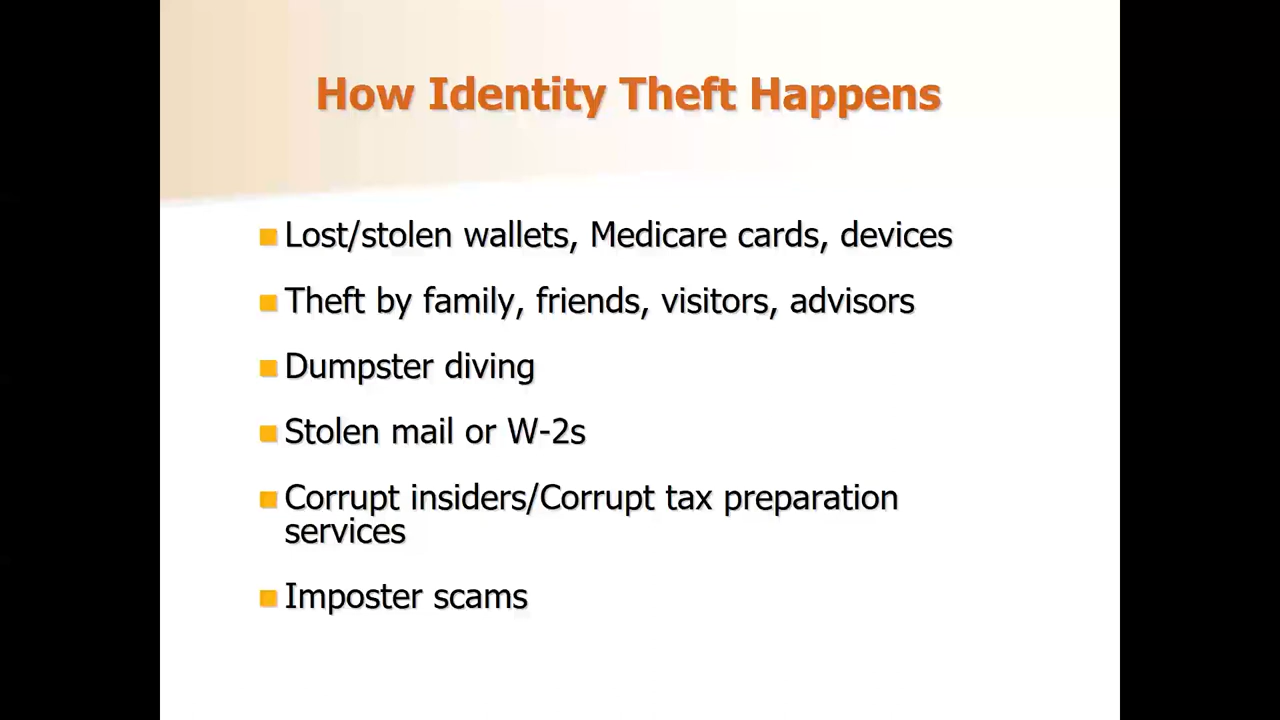 How Identity Theft Happens
Lost/stolen wallets, Medicare cards, devices
Theft by family, friends, visitors, advisors
Dumpster diving
Stolen mail or W-2s
Corrupt insiders/Corrupt tax preparation
services
Imposter scams